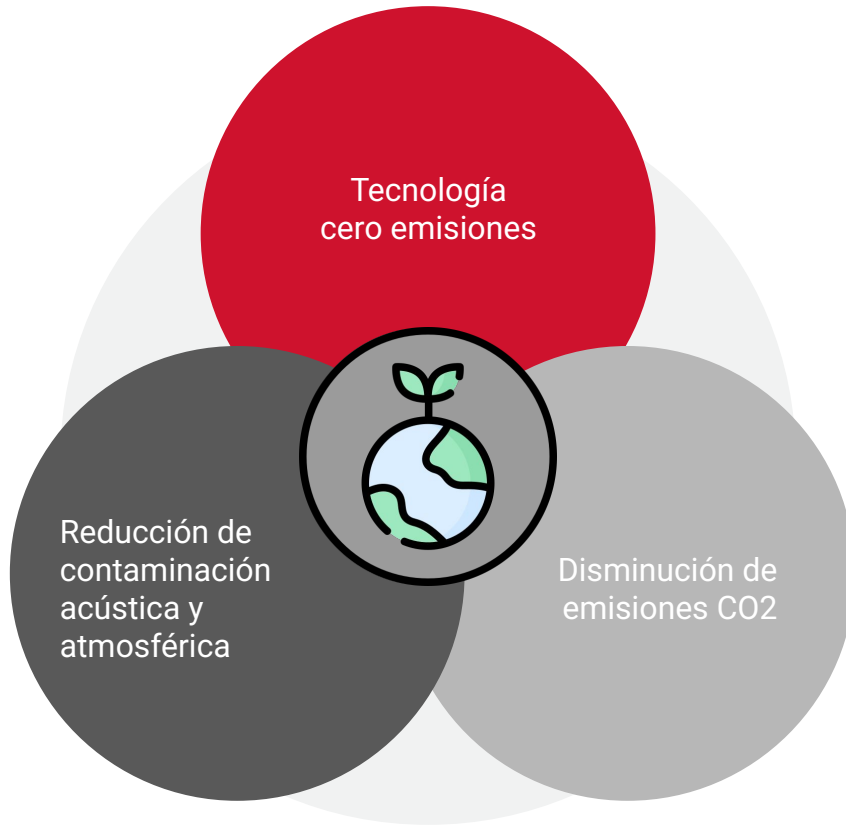 Tecnología
cero emisiones
Reducción de
contaminación
acústica y
atmosférica
Disminución de
emisiones CO2